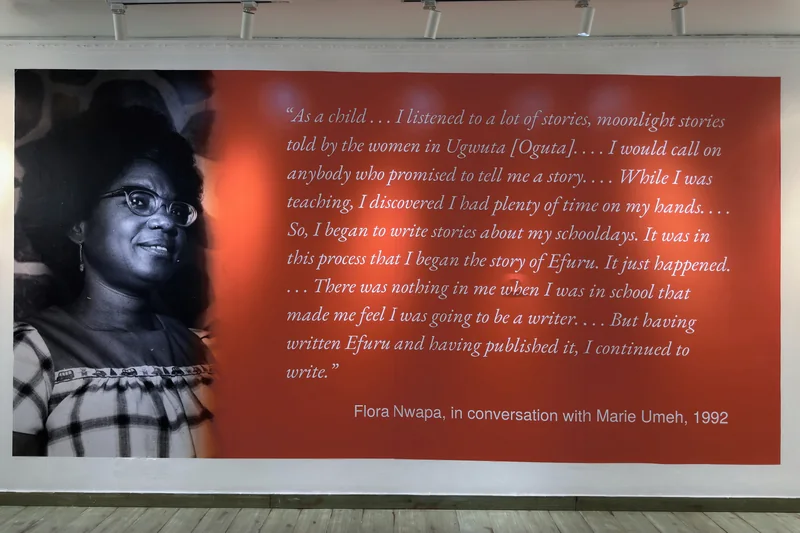 “As a child . . . I listened to a lot of stories, moonlight stories
told by the women in Ugwuta [Oguta]. . . . I would call on
anybody who promised to tell me a story. . . . While I was
teaching, I discovered I had plenty of time on my hands. . . .
So, I began to write stories about my schooldays. It was in
this process that I began the story of Efuru. It just happened.
. . . There was nothing in me when I was in school that
made me feel I was going to be a writer. . . . But having
written Efuru and having published it, I continued to
write.”
Flora Nwapa, in conversation with Marie Umeh, 1992